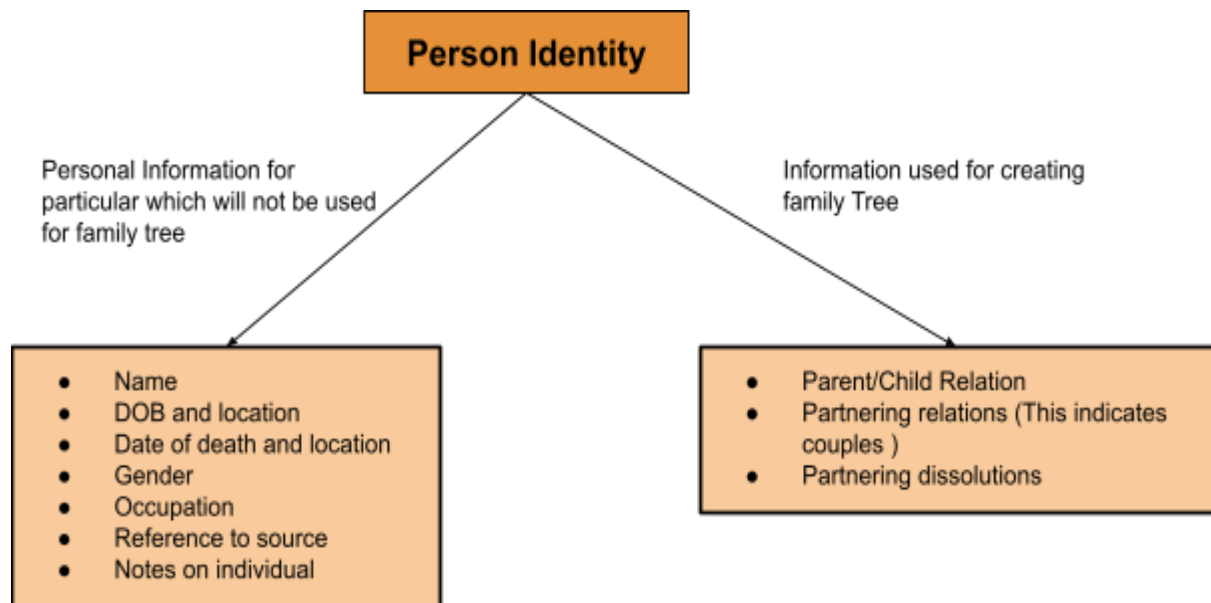 Person Identity
Personal Information for
particular which will not be used
for family tree
Information used for creating
family Tree
● Name
● DOB and location
● Date of death and location
● Gender
● Occupation
● Reference to source
● Notes on individual
● Parent/Child Relation
● Partnering relations (This indicates
couples )
● Partnering dissolutions